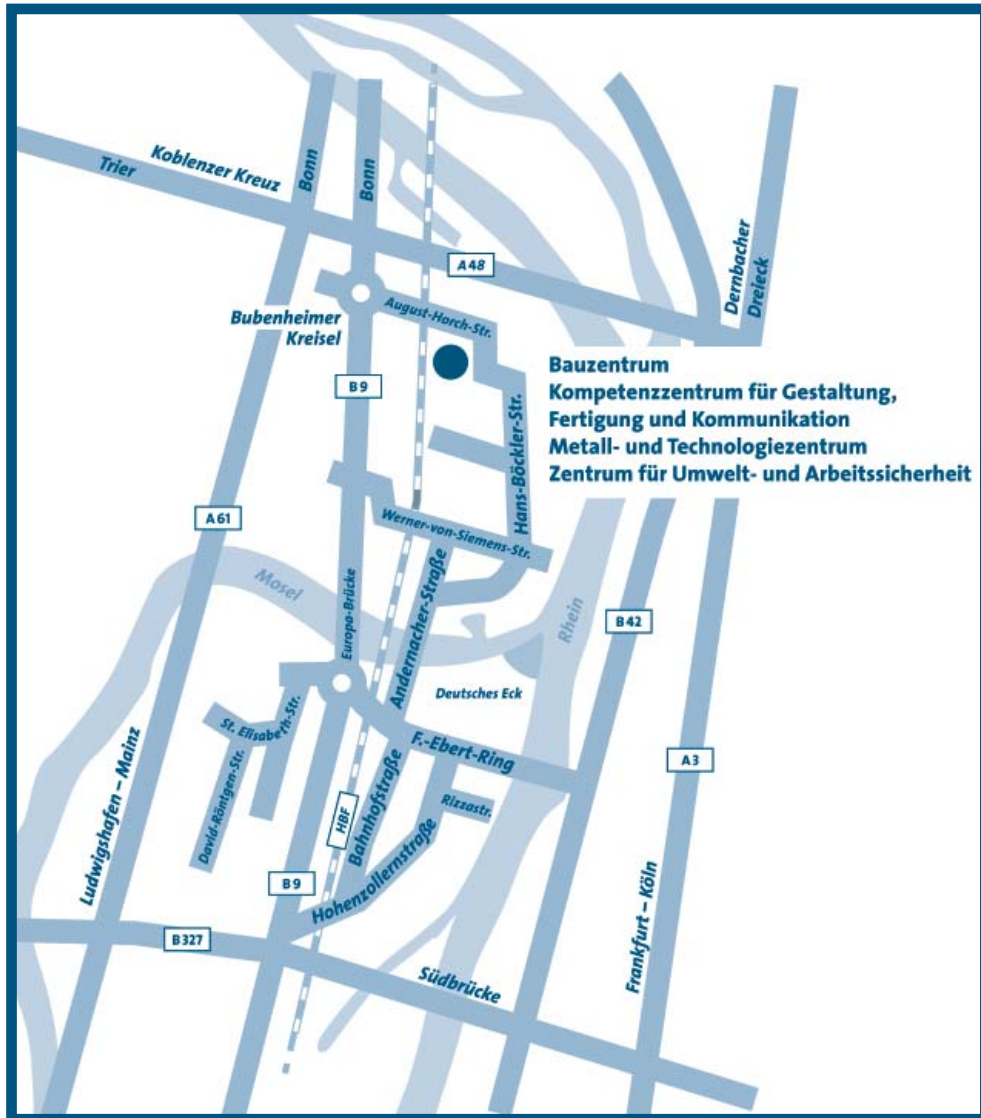 Koblenzer Kreuz
Trier
Bonn
Bonn
A48
Dernbacher
Dreieck
Bubenheimer
Kreisel
August-Horch-Str.
B9
Bauzentrum
Kompetenzzentrum für Gestaltung,
Fertigung und Kommunikation
Metall- und Technologiezentrum
Zentrum für Umwelt- und Arbeitssicherheit
Hans-Böckler-Str.
A61
Werner-von-Siemens-Str.
Mosel
Europa-Brücke
Andernacher-Straße
Rhein
B42
Deutsches Eck
St. Elisabeth-Str.
F.-Ebert-Ring
A3
Ludwigshafen – Mainz
David-Röntgen-Str.
HBF
Bahnhofstraße
Rizzastr.
B9
Hohenzollernstraße
Frankfurt – Köln
B327
Südbrücke